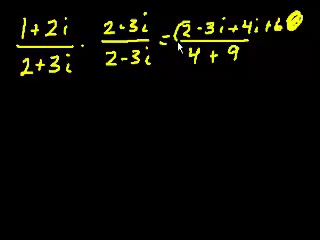 (1+2i)/(2+3i) · (2-3i)/(2-3i) = (2-3i+4i+6)/(4+9)